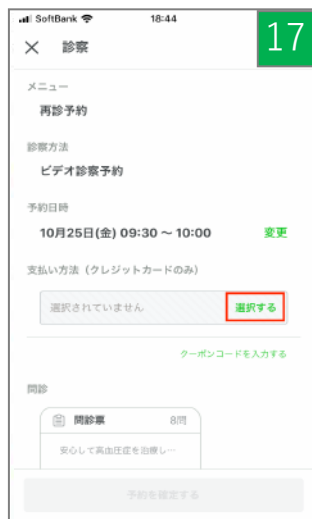 SoftBank 18:44
17
× 診察
メニュー
再診予約
診察方法
ビデオ診察予約
予約日時
10月25日(金) 09:30 ~ 10:00 変更
支払い方法(クレジットカードのみ)
選択されていません 選択する
クーポンコードを入力する
問診
問診票 8問
安心して高血圧症を治療し…
予約を確定する